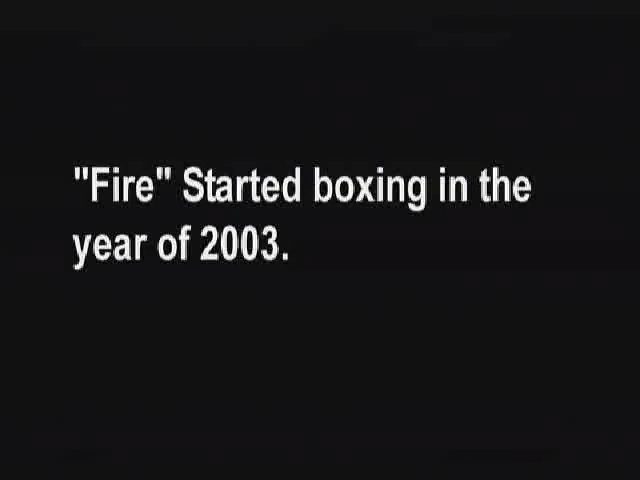 "Fire" Started boxing in the
year of 2003.